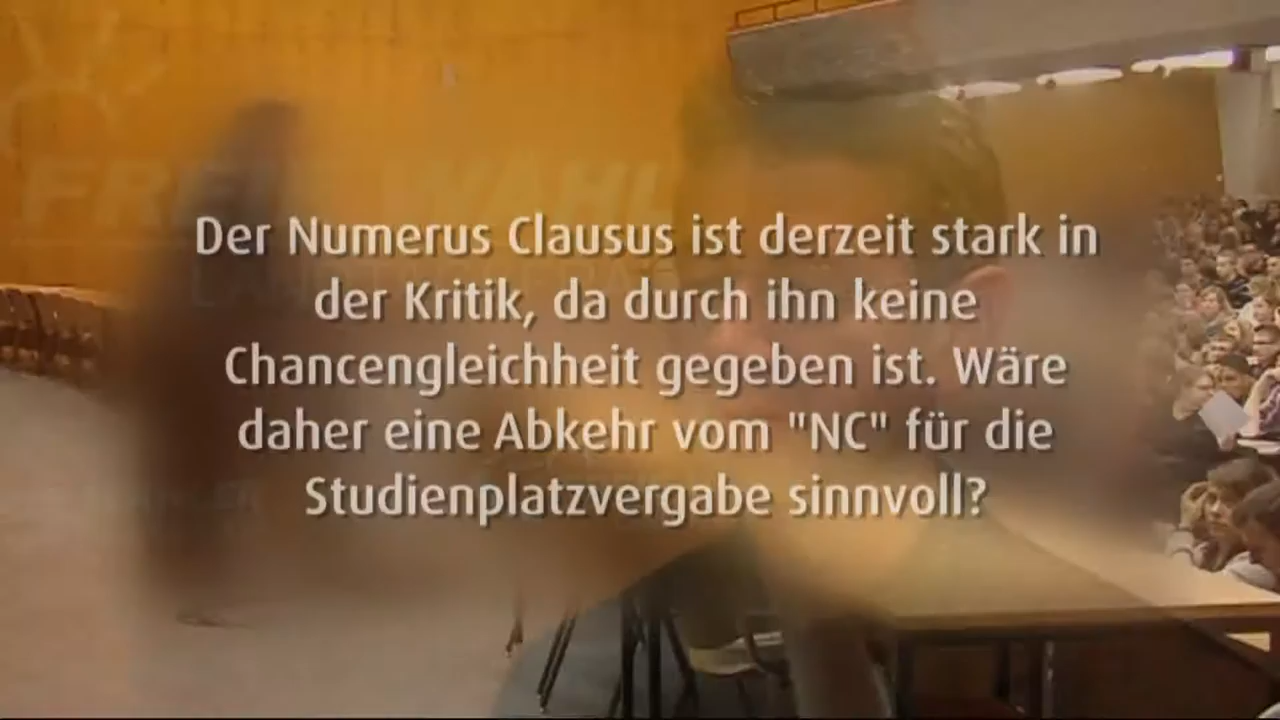 Der Numerus Clausus ist derzeit stark in
der Kritik, da durch ihn keine
Chancengleichheit gegeben ist. Wäre
daher eine Abkehr vom "NC" für die
Studienplatzvergabe sinnvoll?